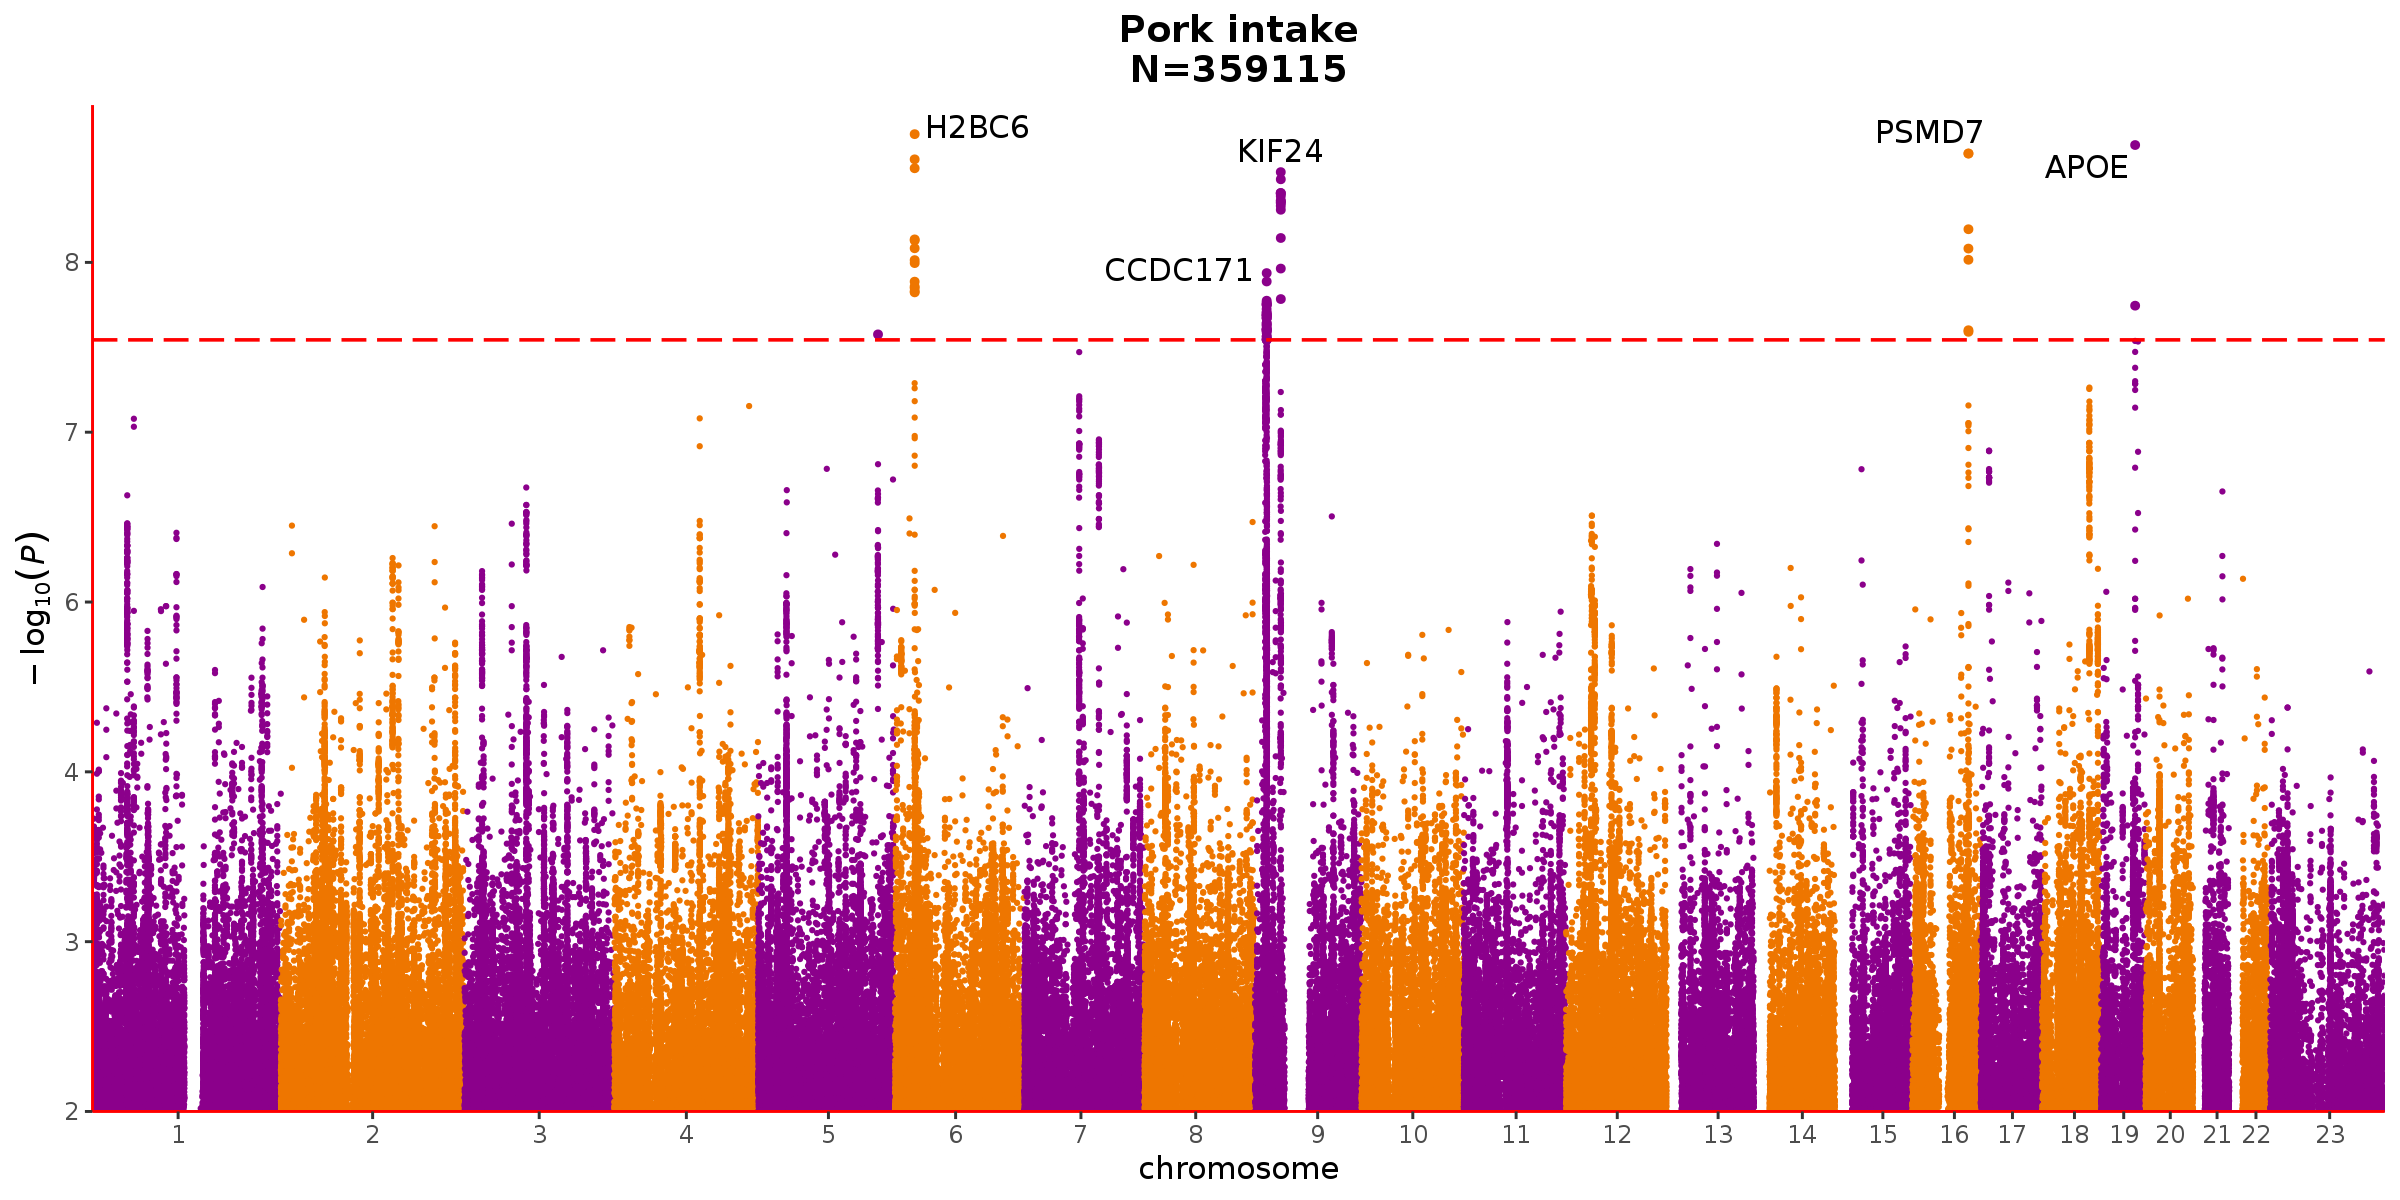 Pork intake
N=359115
H2BC6
PSMD7
KIF24
APOE
CCDC171
8
7
6
4
3
2
−log10(P)
1 2 3 4 5 6 7 8 9 10 11 12 13 14 15 16 17 18 19 20 21 22 23
chromosome